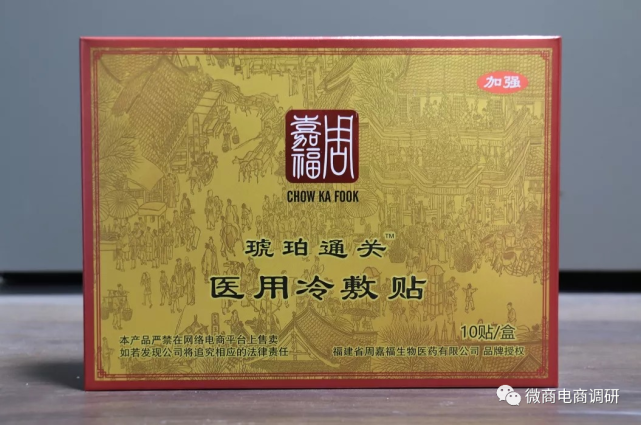 加强
周嘉福
CHOW KA FOOK
琥珀通关™
医用冷敷贴
10贴/盒
本产品严禁在网络电商平台上售卖
如若发现公司将追究相应的法律责任
福建省周嘉福生物医药有限公司 品牌授权
微商电商调研